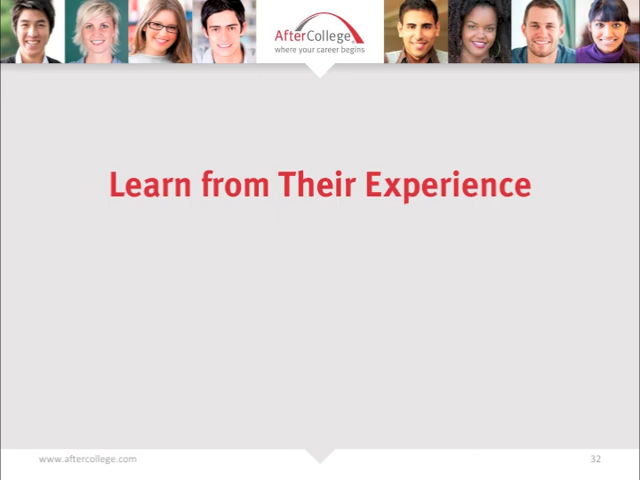 AfterCollege
where your career begins
Learn from Their Experience
www.aftercollege.com
32